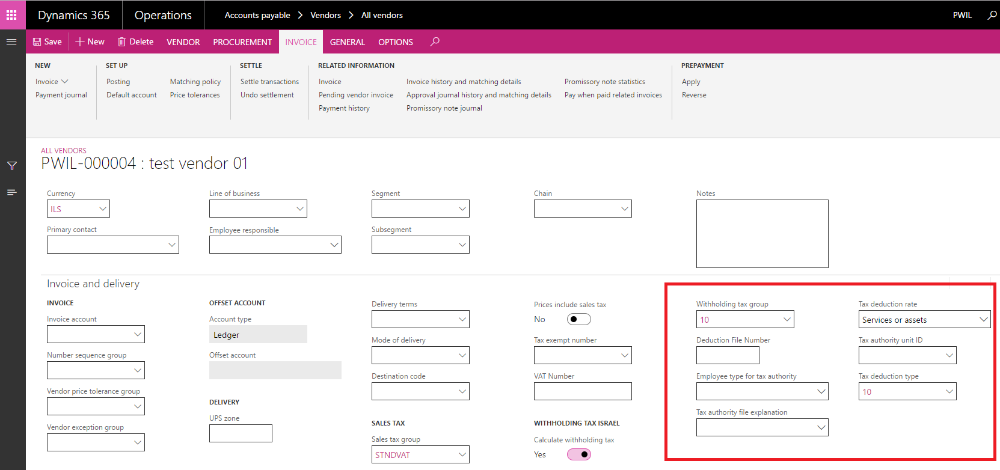 Dynamics 365
Operations
Accounts payable > Vendors > All vendors
PWIL
Save
New
Delete
VENDOR
PROCUREMENT
INVOICE
GENERAL
OPTIONS
NEW
Invoice
Payment journal
SET UP
Posting
Default account
Matching policy
Price tolerances
SETTLE
Settle transactions
Undo settlement
RELATED INFORMATION
Invoice
Pending vendor invoice
Payment history
Invoice history and matching details
Approval journal history and matching details
Promissory note journal
Promissory note statistics
Pay when paid related invoices
PREPAYMENT
Apply
Reverse
ALL VENDORS
PWIL-000004 : test vendor 01
Currency
ILS
Primary contact
Line of business
Employee responsible
Segment
Subsegment
Chain
Notes
Invoice and delivery
INVOICE
Invoice account
Number sequence group
Vendor price tolerance group
Vendor exception group
OFFSET ACCOUNT
Account type
Ledger
Offset account
DELIVERY
UPS zone
Delivery terms
Mode of delivery
Destination code
SALES TAX
Sales tax group
STNDVAT
Prices include sales tax
No
Tax exempt number
VAT Number
WITHHOLDING TAX ISRAEL
Calculate withholding tax
Yes
Withholding tax group
10
Deduction File Number
Employee type for tax authority
Tax authority file explanation
Tax deduction rate
Services or assets
Tax authority unit ID
Tax deduction type
10